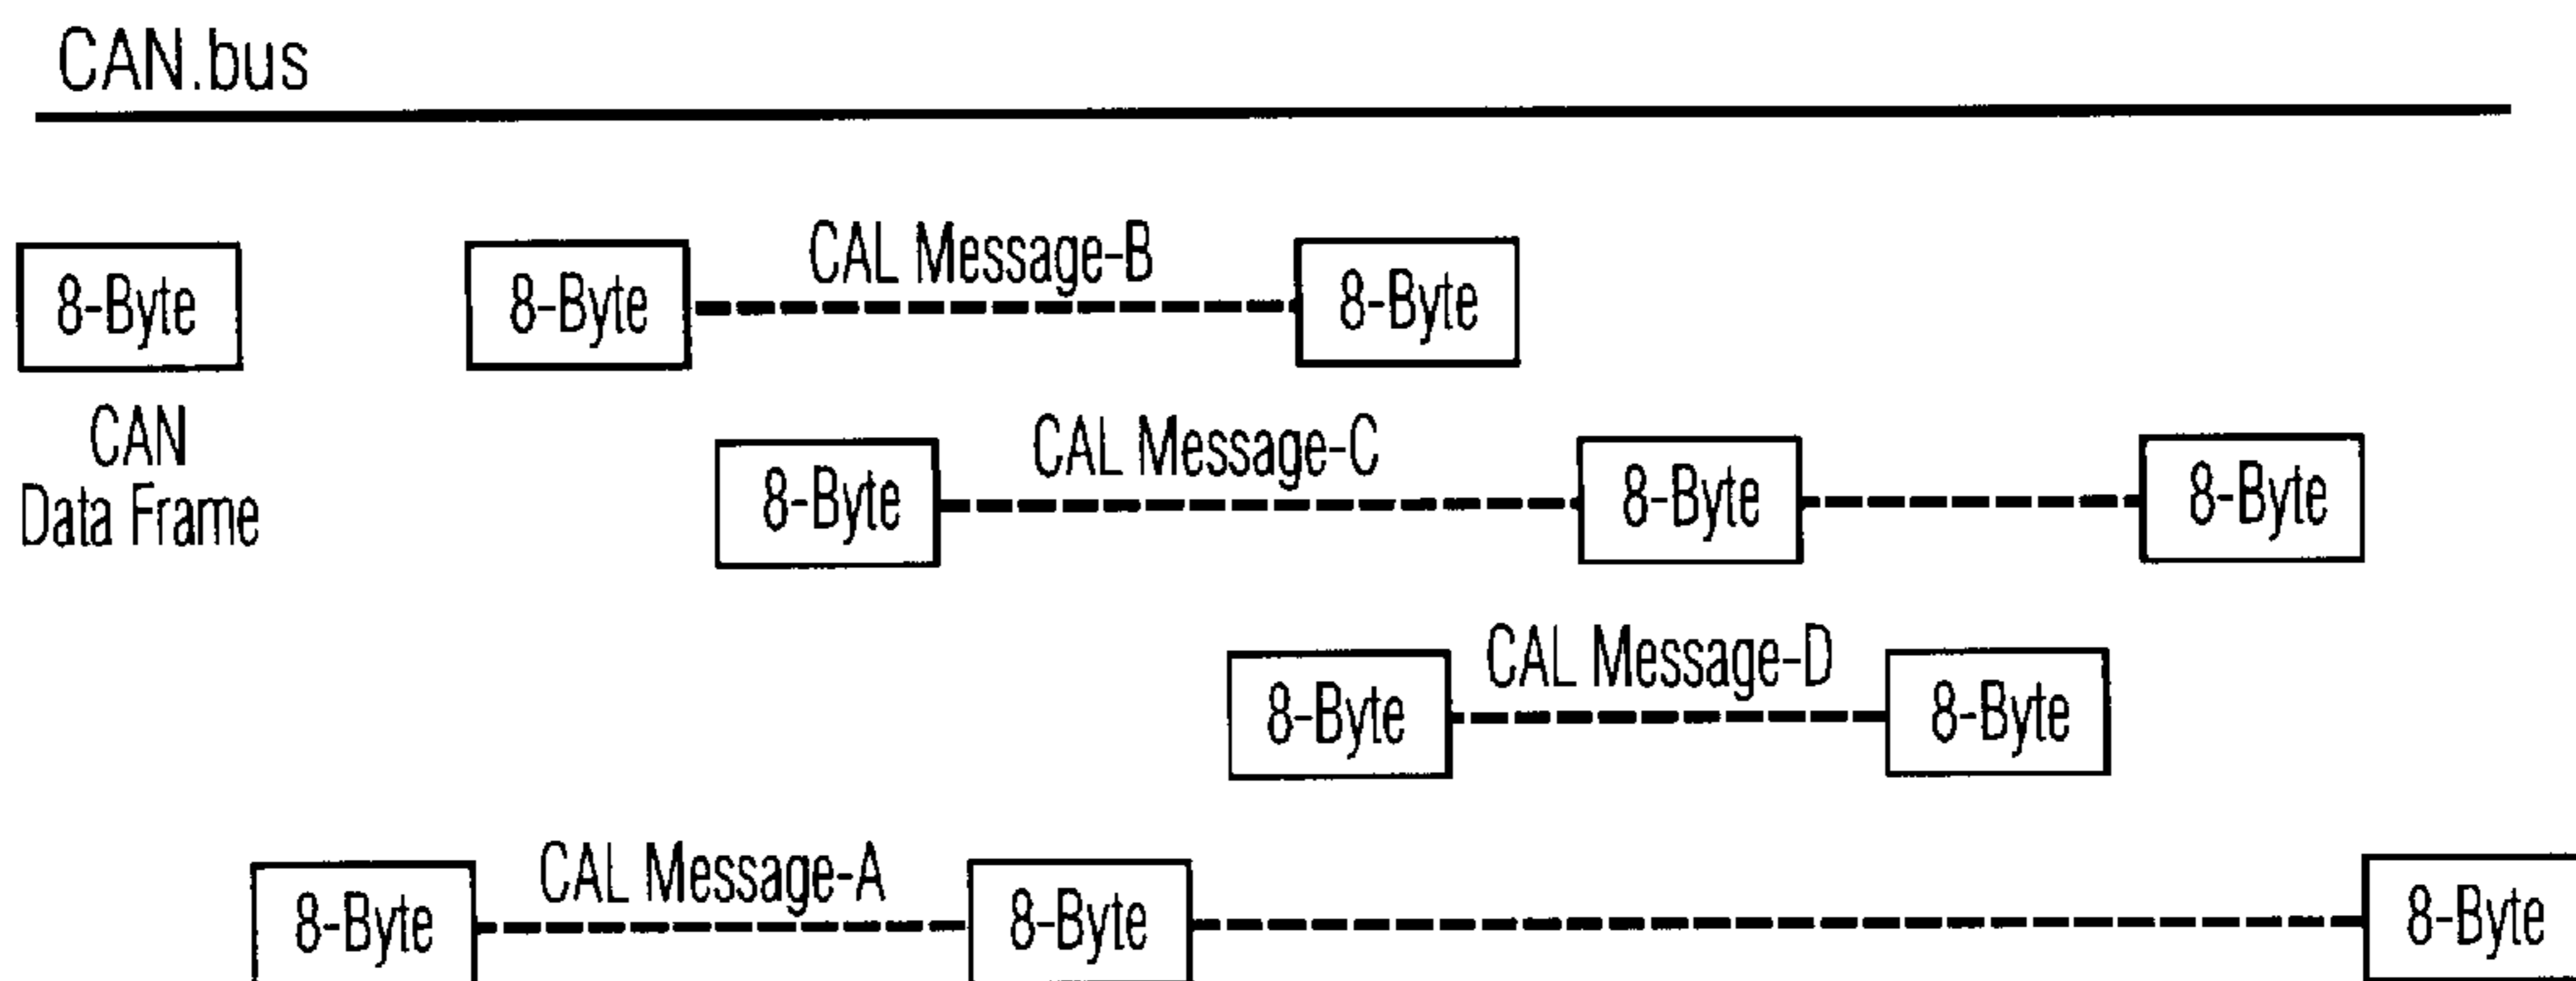 CAN.bus
8-Byte
CAN
Data Frame
8-Byte CAL Message-B 8-Byte
8-Byte CAL Message-C 8-Byte 8-Byte
8-Byte CAL Message-D 8-Byte
8-Byte CAL Message-A 8-Byte 8-Byte